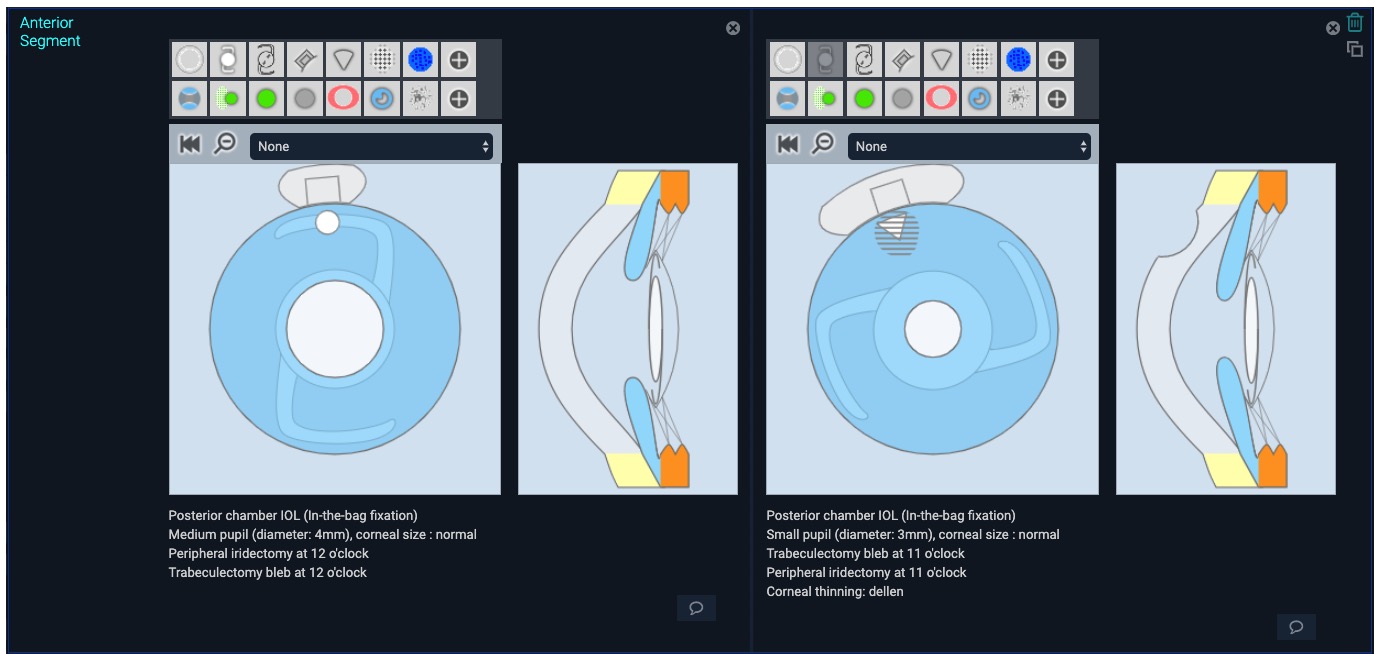 Anterior
Segment
None
Posterior chamber IOL (In-the-bag fixation)
Medium pupil (diameter: 4mm), corneal size : normal
Peripheral iridectomy at 12 o'clock
Trabeculectomy bleb at 12 o'clock
None
Posterior chamber IOL (In-the-bag fixation)
Small pupil (diameter: 3mm), corneal size : normal
Trabeculectomy bleb at 11 o'clock
Peripheral iridectomy at 11 o'clock
Corneal thinning: dellen